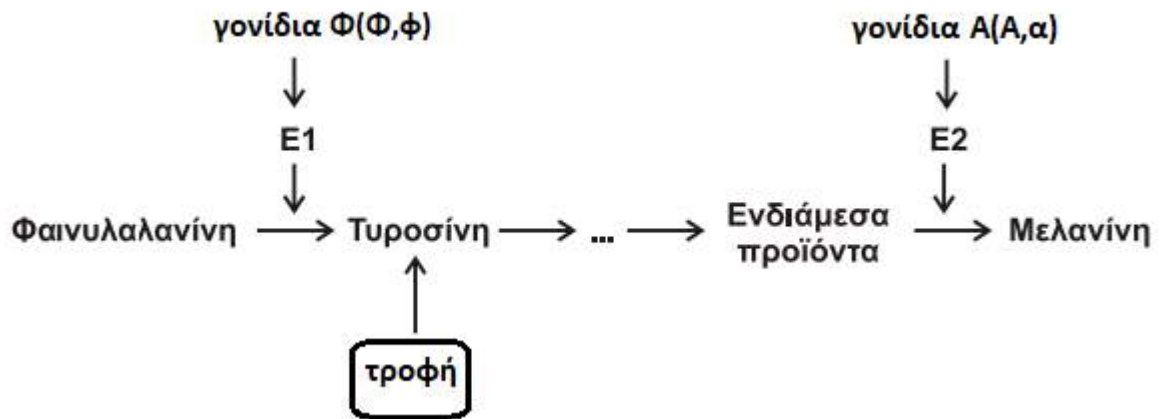 γονίδια Φ(Φ,φ)
γονίδια Α(Α,α)
Ε1
Ε2
Φαινυλαλανίνη
Τυροσίνη
...
Ενδιάμεσα
προϊόντα
Μελανίνη
τροφή